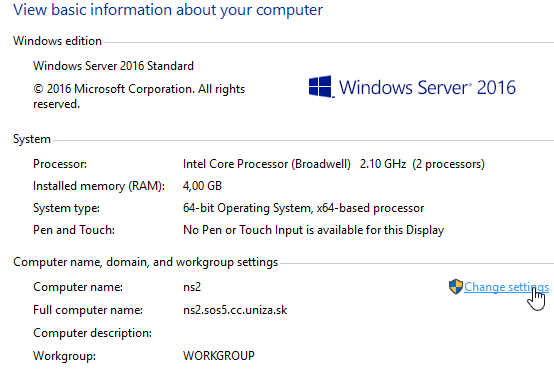 View basic information about your computer
Windows edition
Windows Server 2016 Standard
© 2016 Microsoft Corporation. All rights
reserved.
Windows Server® 2016
System
Processor: Intel Core Processor (Broadwell) 2.10 GHz (2 processors)
Installed memory (RAM): 4,00 GB
System type: 64-bit Operating System, x64-based processor
Pen and Touch: No Pen or Touch Input is available for this Display
Computer name, domain, and workgroup settings
Computer name: ns2 Change settings
Full computer name: ns2.sos5.cc.uniza.sk
Computer description:
Workgroup: WORKGROUP